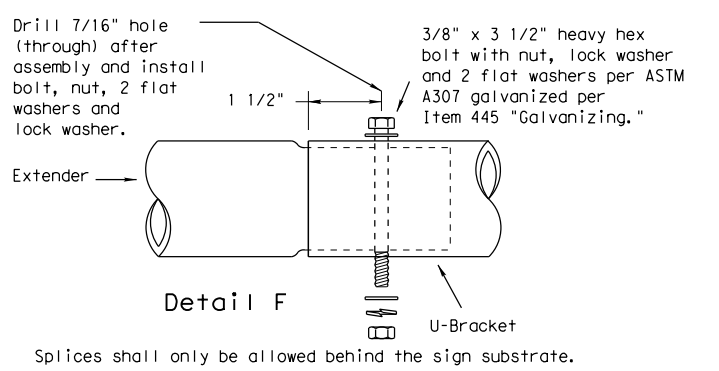 Drill 7/16" hole
(through) after
assembly and install
bolt, nut, 2 flat
washers and
lock washer.
3/8" x 3 1/2" heavy hex
bolt with nut, lock washer
and 2 flat washers per ASTM
A307 galvanized per
Item 445 "Galvanizing."
1 1/2"
Extender
Detail F
U-Bracket
Splices shall only be allowed behind the sign substrate.